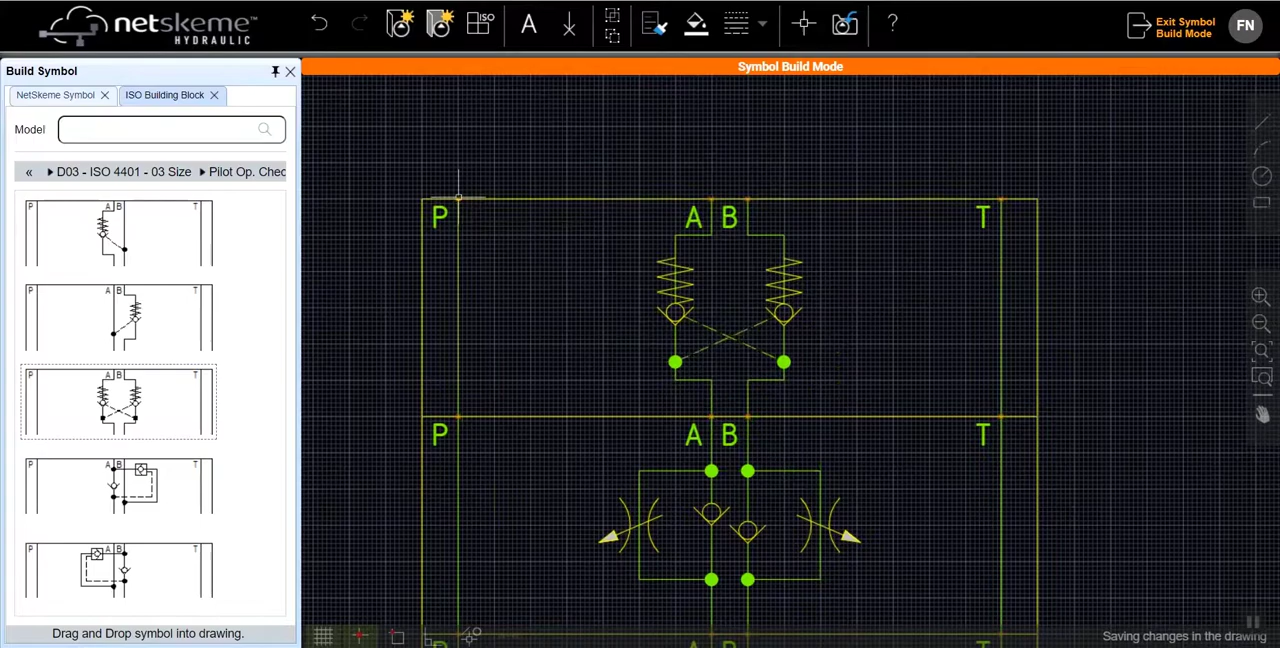 netskeme™
HYDRAULIC
ISO
A
?
Exit Symbol
Build Mode
FN
Build Symbol
Symbol Build Mode
NetSkeme Symbol
ISO Building Block
Model
« D03 - ISO 4401 - 03 Size Pilot Op. Chec
P A B T
P A B T
P A B T
P A B T
P A B T
Drag and Drop symbol into drawing.
P A B T
P A B T
P A B T
Saving changes in the drawing